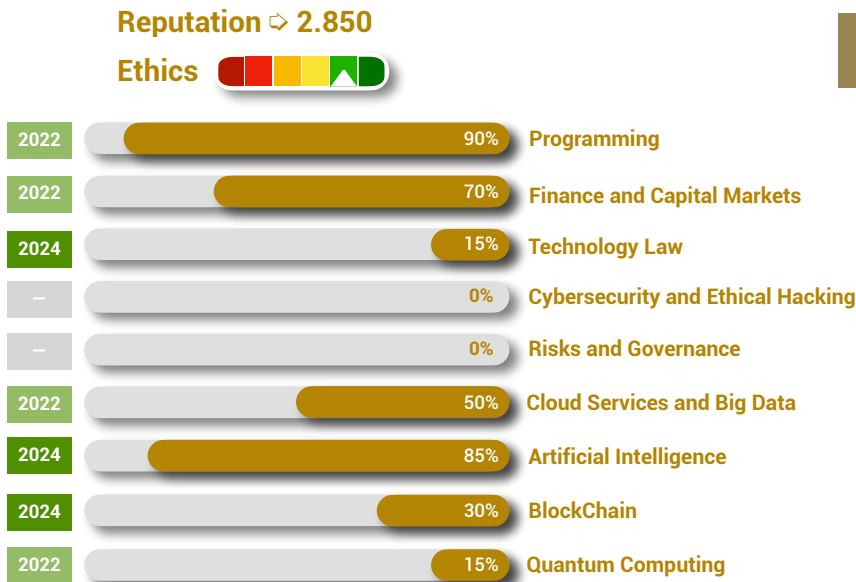 Reputation ➩ 2.850
Ethics
2022 90% Programming
2022 70% Finance and Capital Markets
2024 15% Technology Law
– 0% Cybersecurity and Ethical Hacking
– 0% Risks and Governance
2022 50% Cloud Services and Big Data
2024 85% Artificial Intelligence
2024 30% BlockChain
2022 15% Quantum Computing